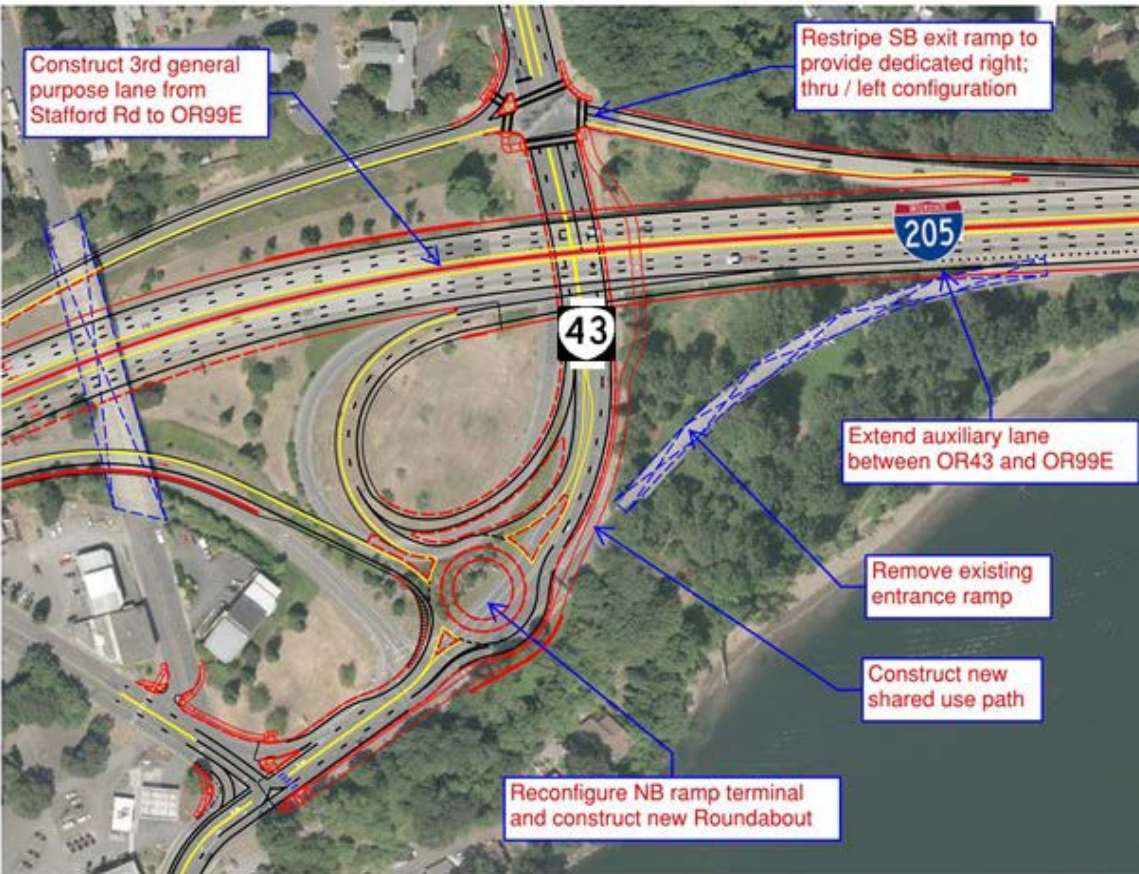 Construct 3rd general
purpose lane from
Stafford Rd to OR99E
Restripe SB exit ramp to
provide dedicated right;
thru / left configuration
INTERSTATE
205
43
Extend auxiliary lane
between OR43 and OR99E
Remove existing
entrance ramp
Construct new
shared use path
Reconfigure NB ramp terminal
and construct new Roundabout